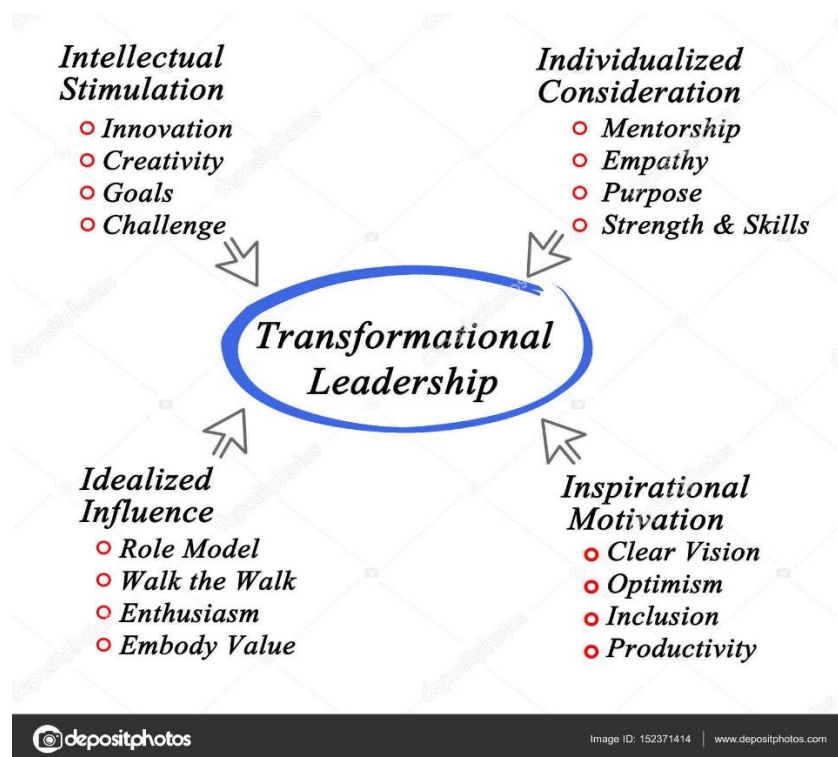 Intellectual
Stimulation
Innovation
Creativity
Goals
Challenge
Individualized
Consideration
Mentorship
Empathy
Purpose
Strength & Skills
Transformational
Leadership
Idealized
Influence
Role Model
Walk the Walk
Enthusiasm
Embody Value
Inspirational
Motivation
Clear Vision
Optimism
Inclusion
Productivity
depositphotos
Image ID: 152371414 | www.depositphotos.com